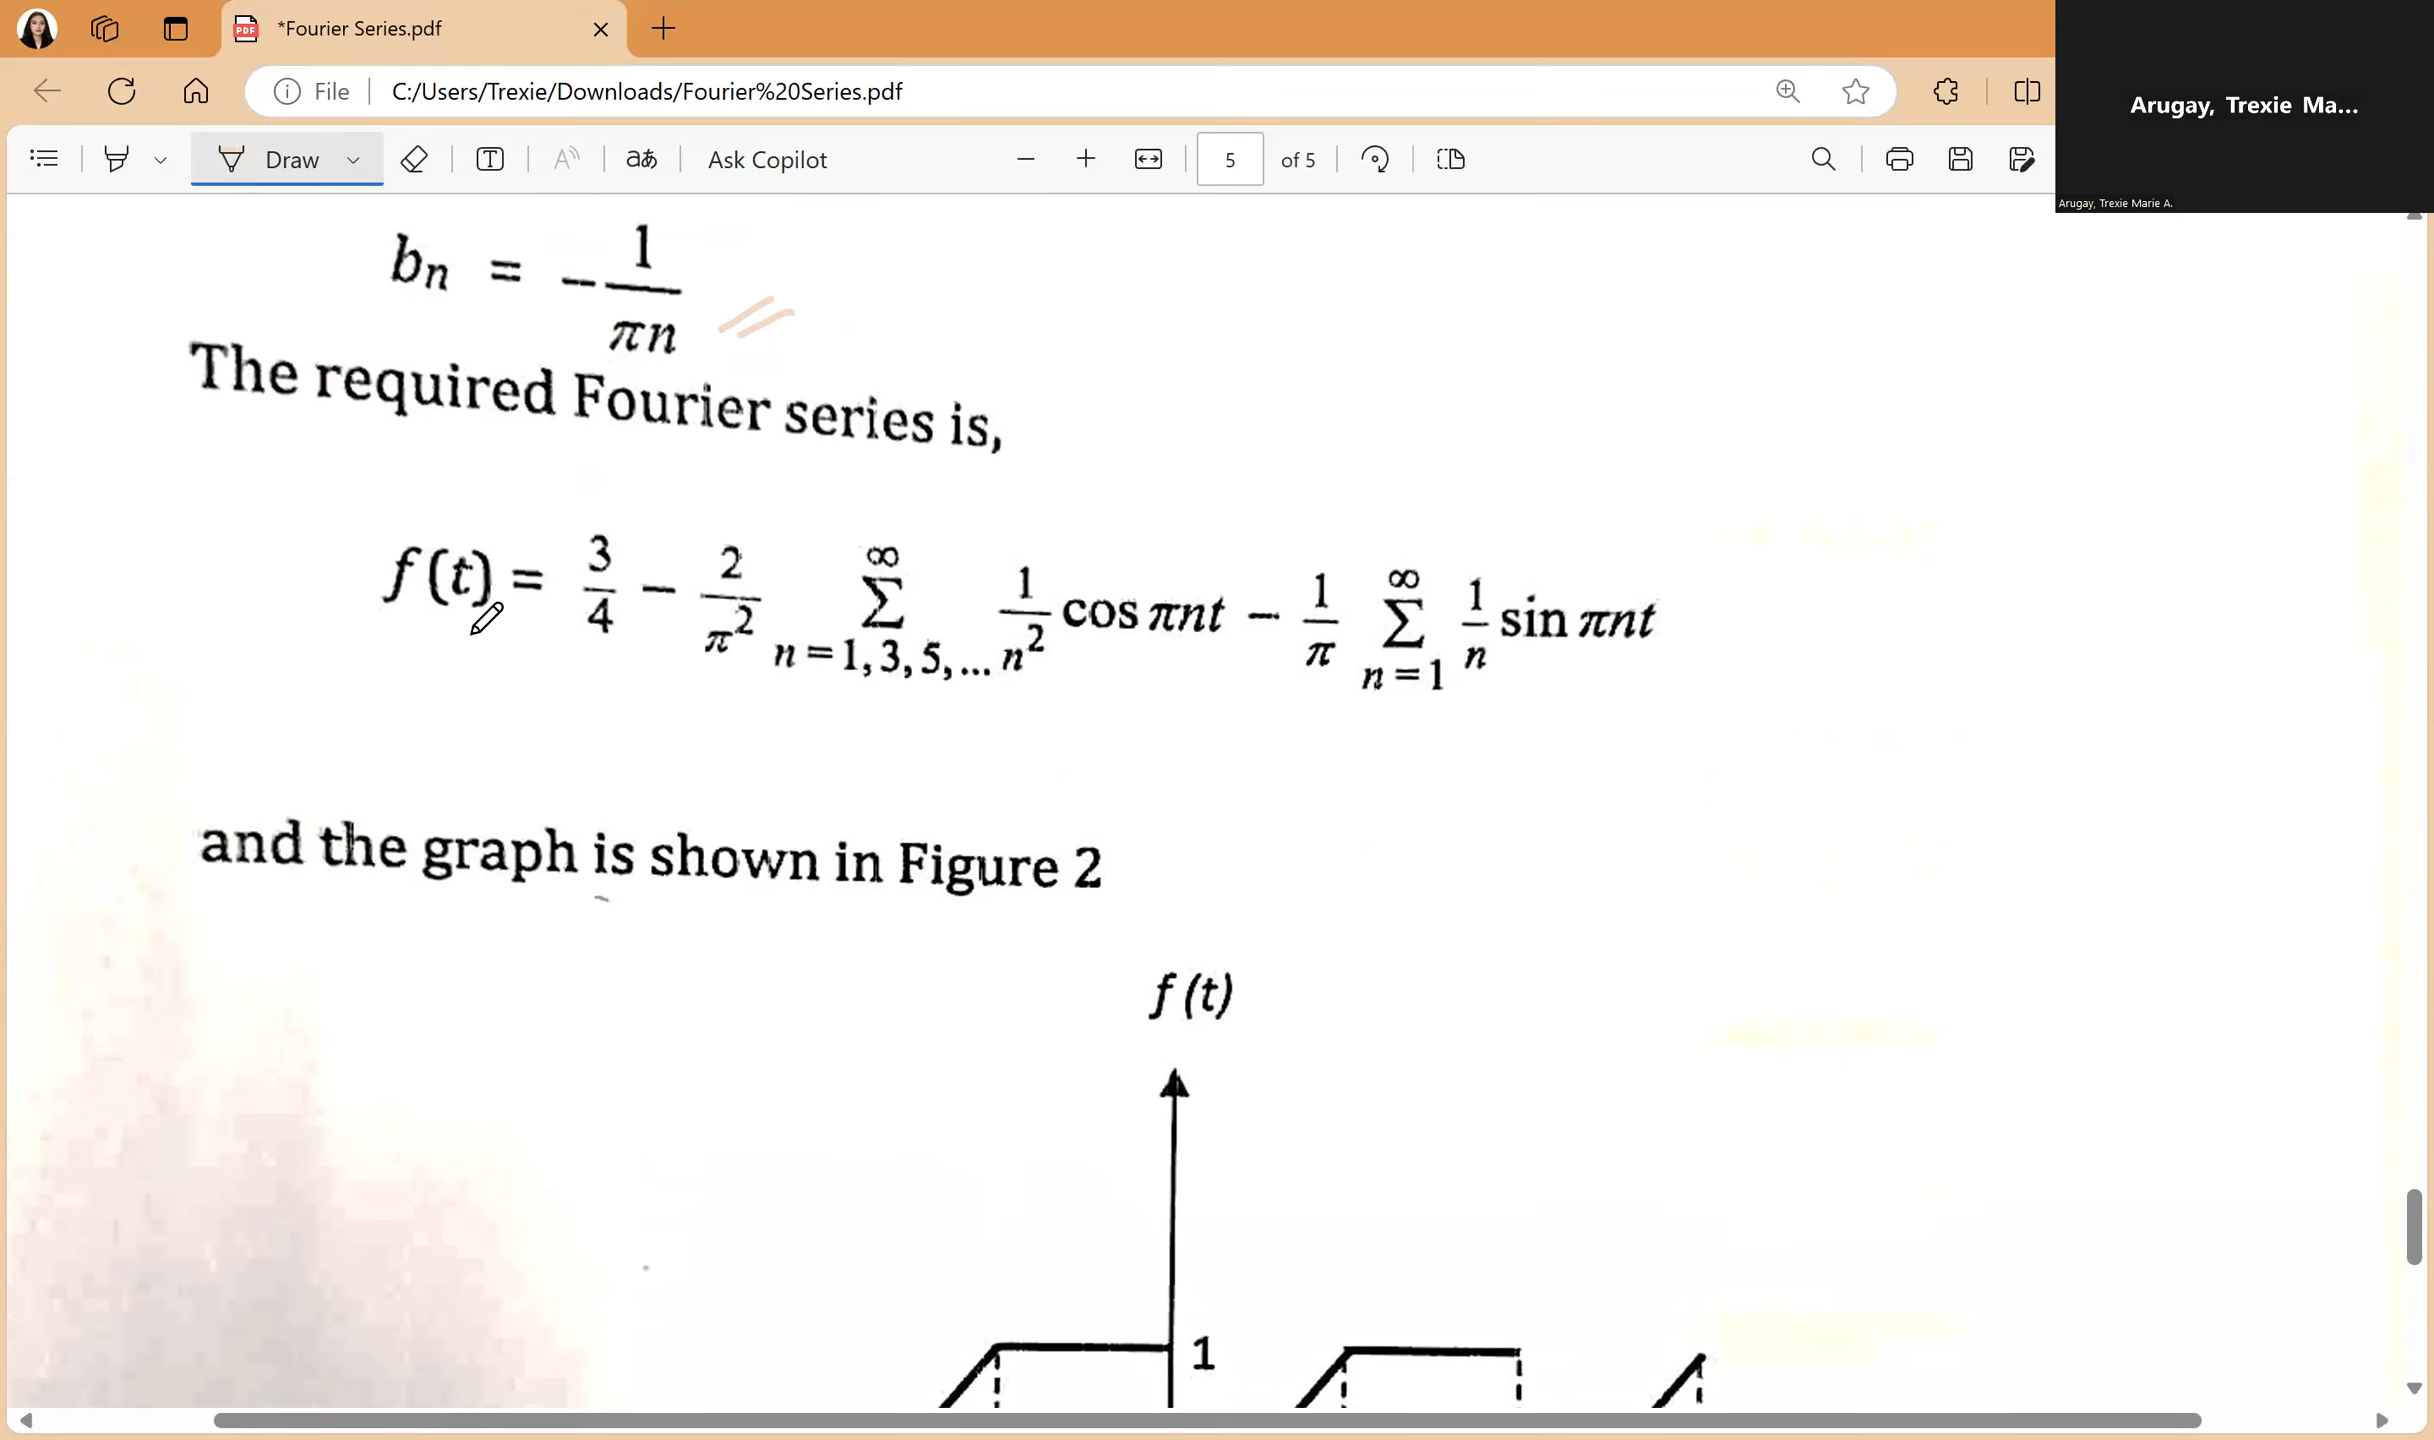 *Fourier Series.pdf
File
C:/Users/Trexie/Downloads/Fourier%20Series.pdf
Arugay, Trexie Ma...
Arugay, Trexie Marie A.
Draw
Ask Copilot
5 of 5
bn = - 1/πn
The required Fourier series is,
f(t) = 3/4 - 2/π² ∞ Σ n=1,3,5,... 1/n² cos πnt - 1/π ∞ Σ n=1 1/n sin πnt
and the graph is shown in Figure 2
f(t)
1